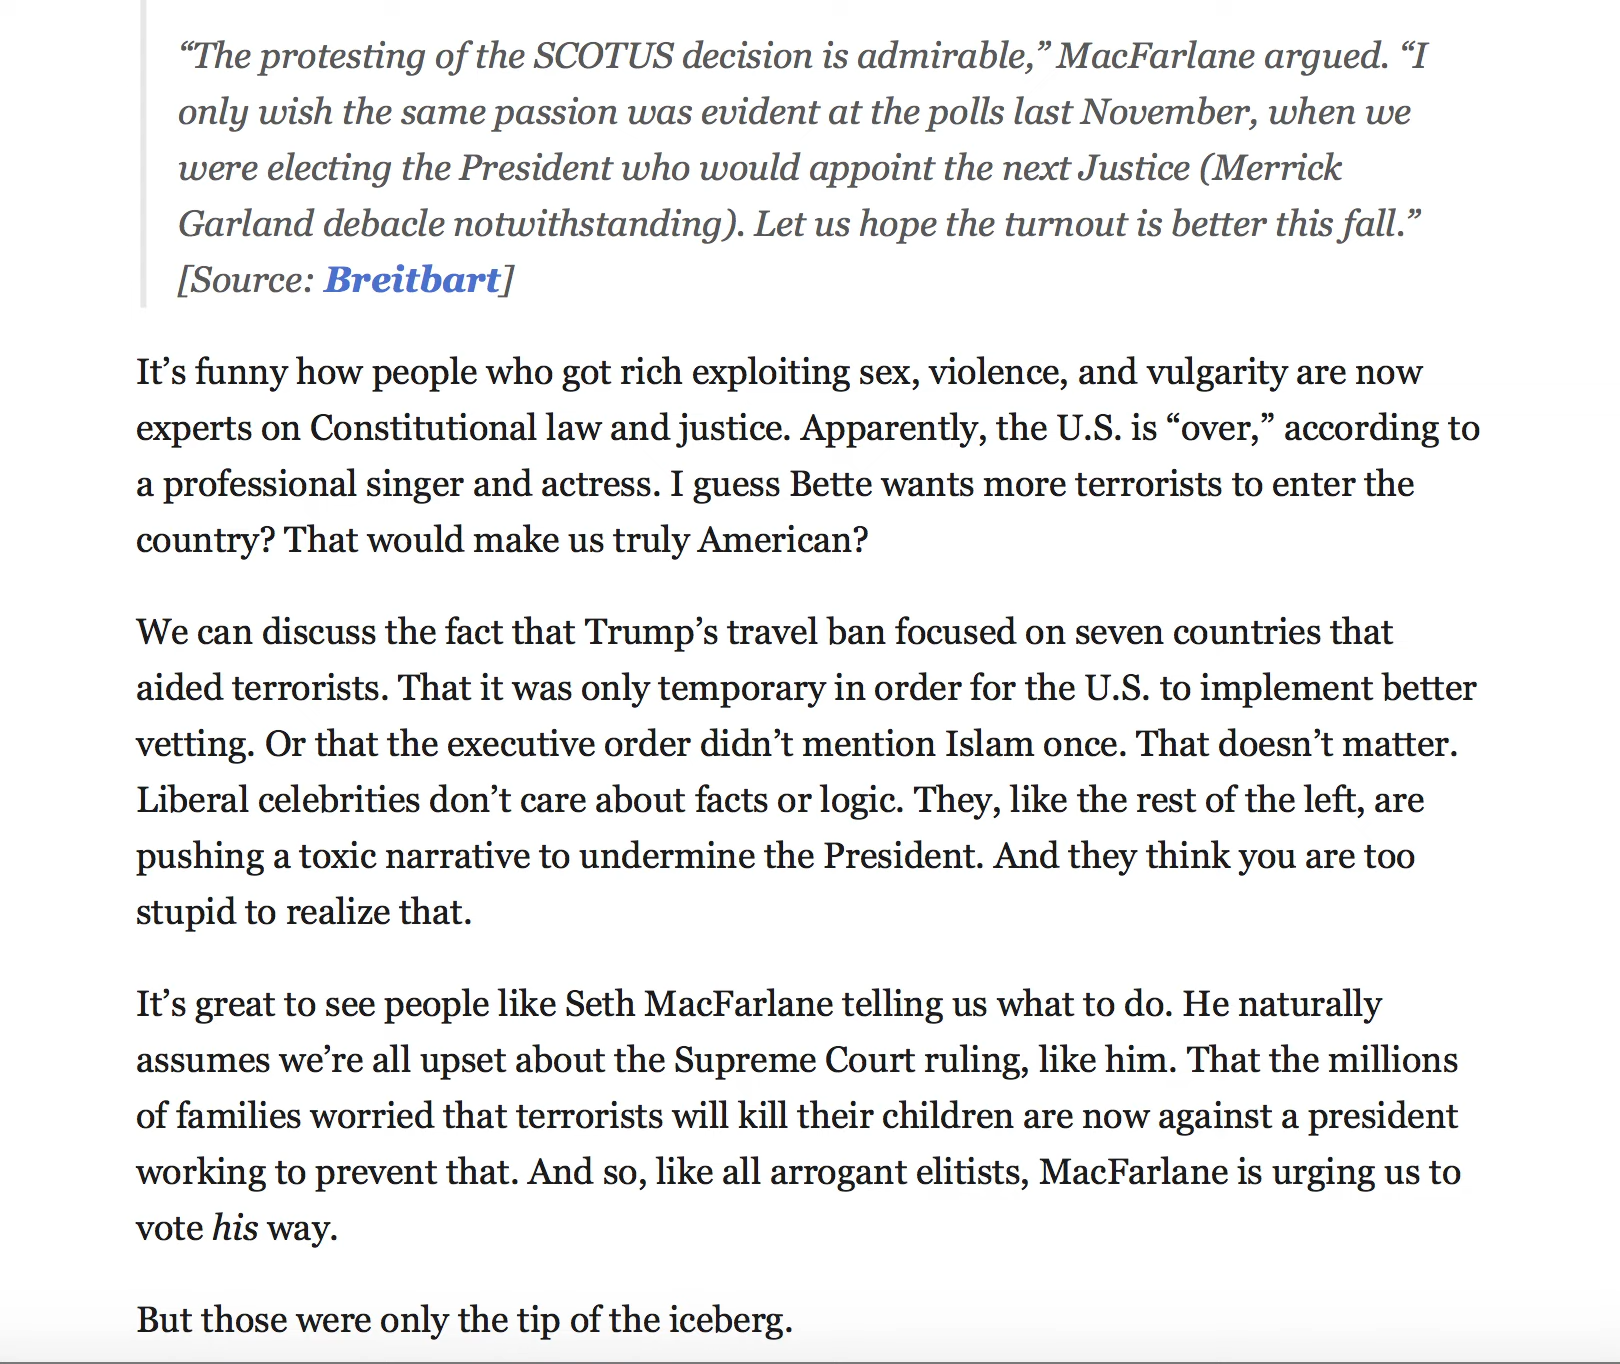 “The protesting of the SCOTUS decision is admirable,” MacFarlane argued. “I
only wish the same passion was evident at the polls last November, when we
were electing the President who would appoint the next Justice (Merrick
Garland debacle notwithstanding). Let us hope the turnout is better this fall.”
[Source: Breitbart]
It’s funny how people who got rich exploiting sex, violence, and vulgarity are now
experts on Constitutional law and justice. Apparently, the U.S. is “over,” according to
a professional singer and actress. I guess Bette wants more terrorists to enter the
country? That would make us truly American?
We can discuss the fact that Trump’s travel ban focused on seven countries that
aided terrorists. That it was only temporary in order for the U.S. to implement better
vetting. Or that the executive order didn’t mention Islam once. That doesn’t matter.
Liberal celebrities don’t care about facts or logic. They, like the rest of the left, are
pushing a toxic narrative to undermine the President. And they think you are too
stupid to realize that.
It’s great to see people like Seth MacFarlane telling us what to do. He naturally
assumes we’re all upset about the Supreme Court ruling, like him. That the millions
of families worried that terrorists will kill their children are now against a president
working to prevent that. And so, like all arrogant elitists, MacFarlane is urging us to
vote his way.
But those were only the tip of the iceberg.